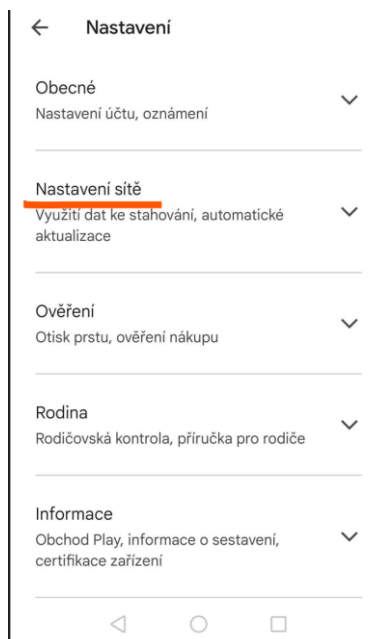 Nastavení
Obecné
Nastavení účtu, oznámení
Nastavení sítě
Využití dat ke stahování, automatické
aktualizace
Ověření
Otisk prstu, ověření nákupu
Rodina
Rodičovská kontrola, příručka pro rodiče
Informace
Obchod Play, informace o sestavení,
certifikace zařízení